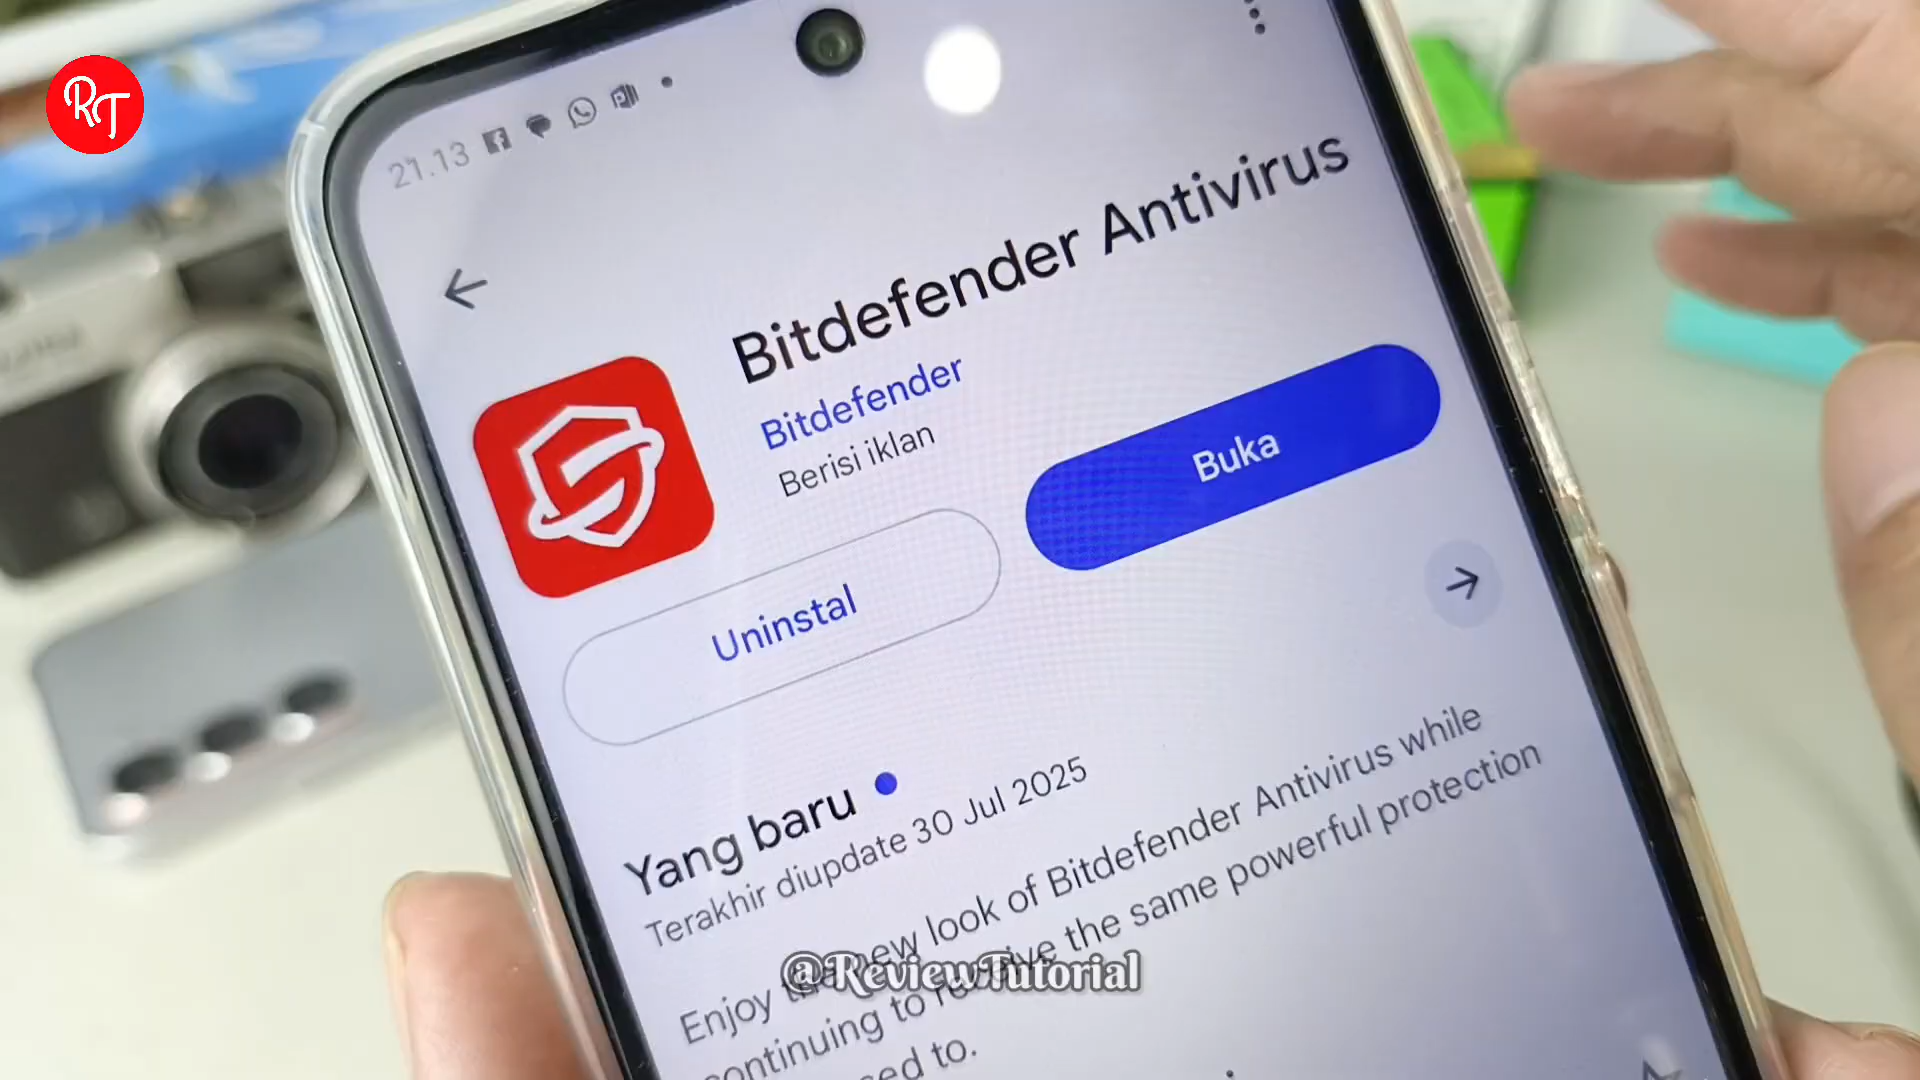 RT
21.13
Bitdefender Antivirus
Bitdefender
Berisi iklan
Buka
Uninstal
Yang baru
Terakhir diupdate 30 Jul 2025
Enjoy the new look of Bitdefender Antivirus while
continuing to receive the same powerful protection
to.
@ReviewTutorial